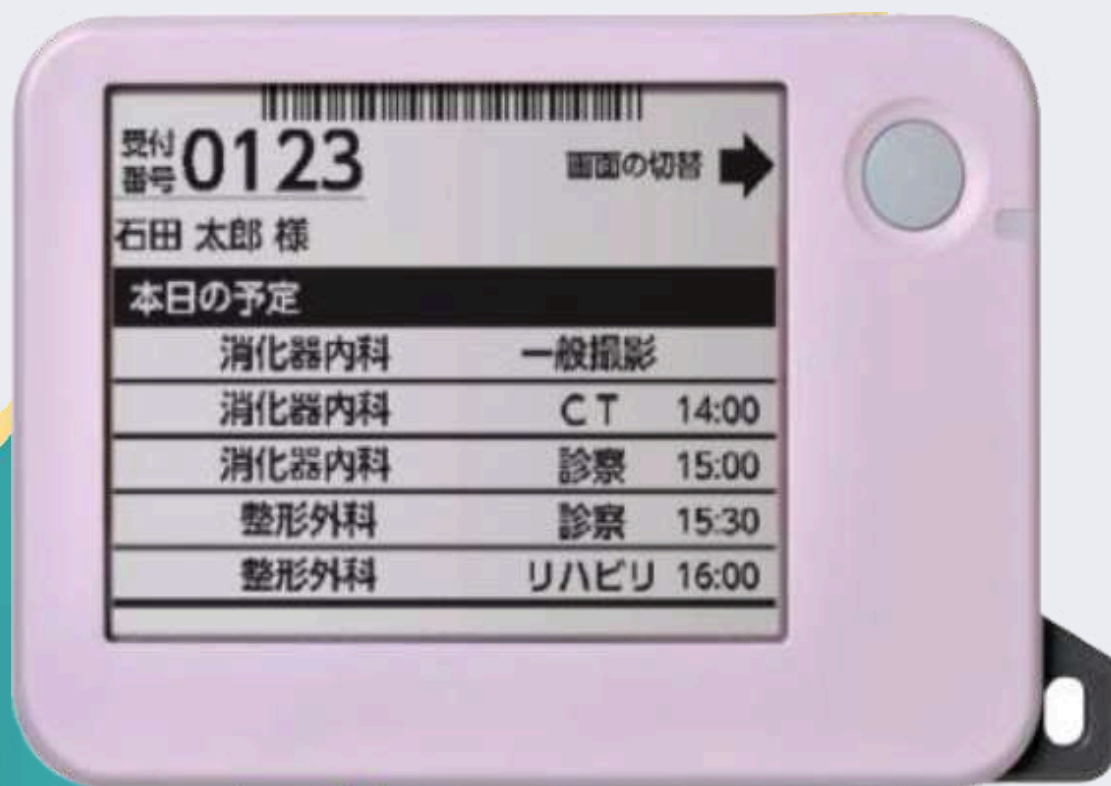 受付番号 0123
画面の切替
石田 太郎 様
本日の予定
消化器内科 一般撮影
消化器内科 CT 14:00
消化器内科 診察 15:00
整形外科 診察 15:30
整形外科 リハビリ 16:00